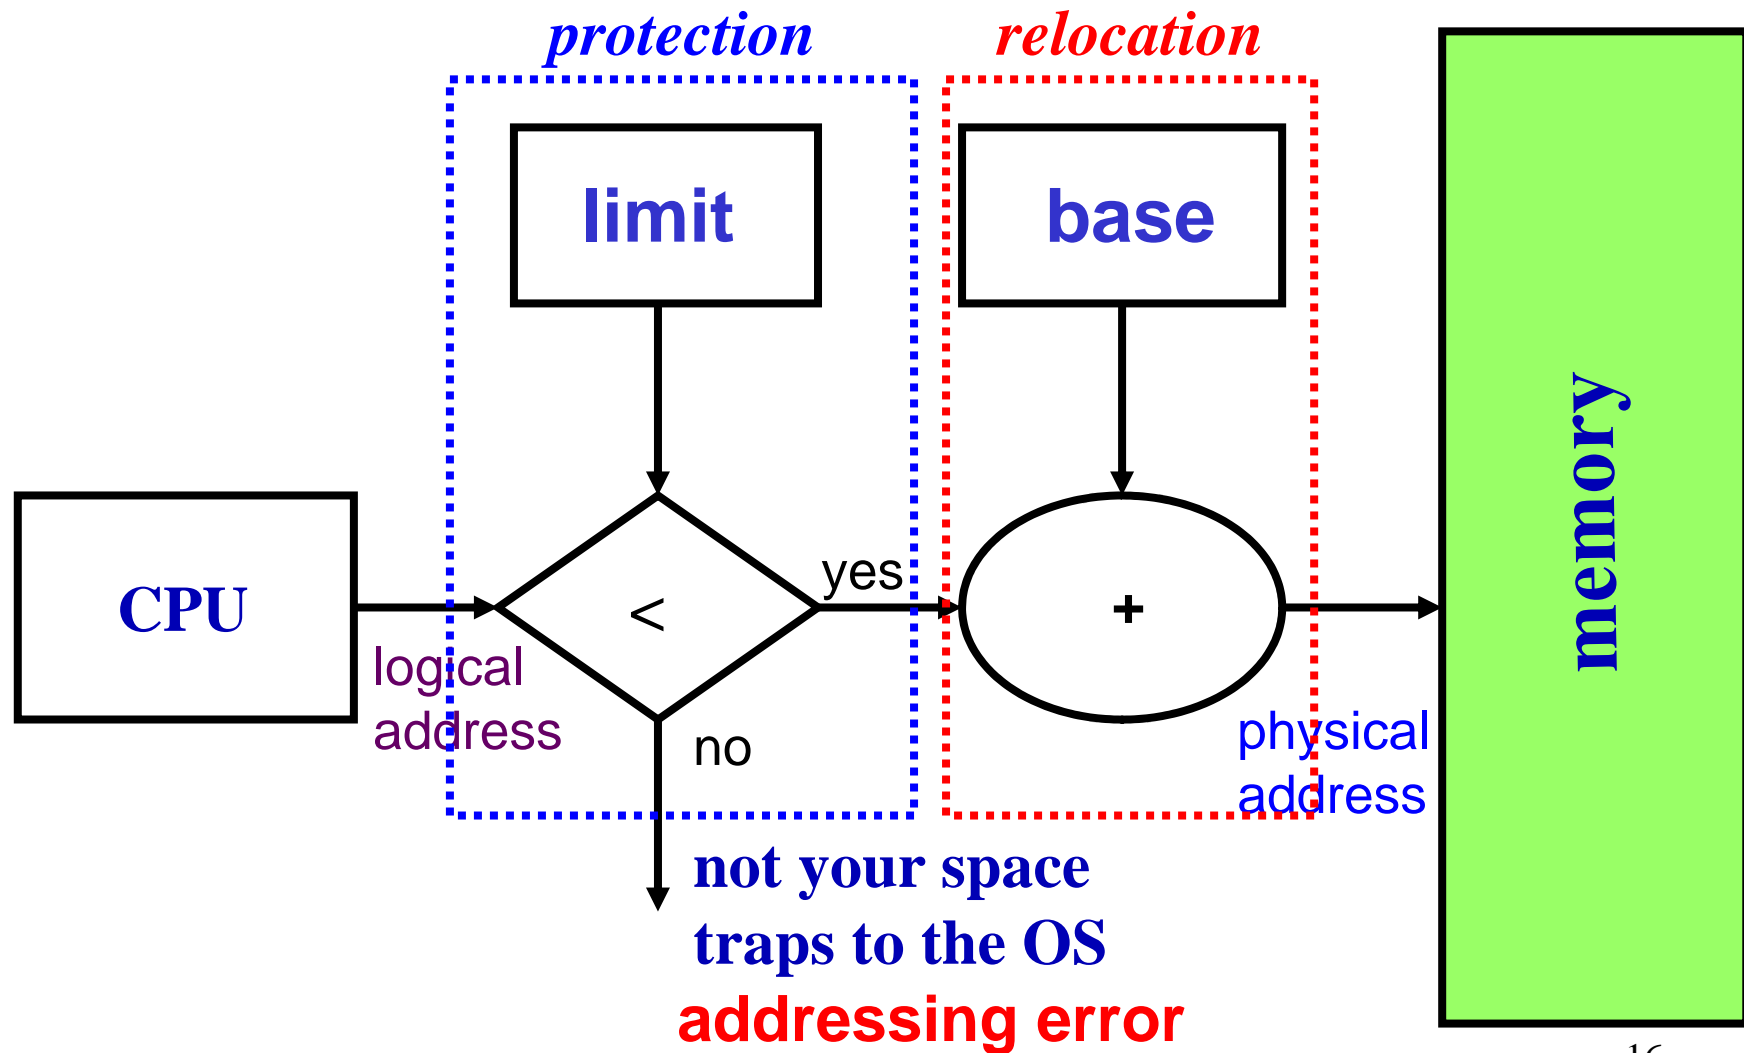 protection
relocation
limit
base
CPU
<
yes
+
memory
logical
address
no
physical
address
not your space
traps to the OS
addressing error
16